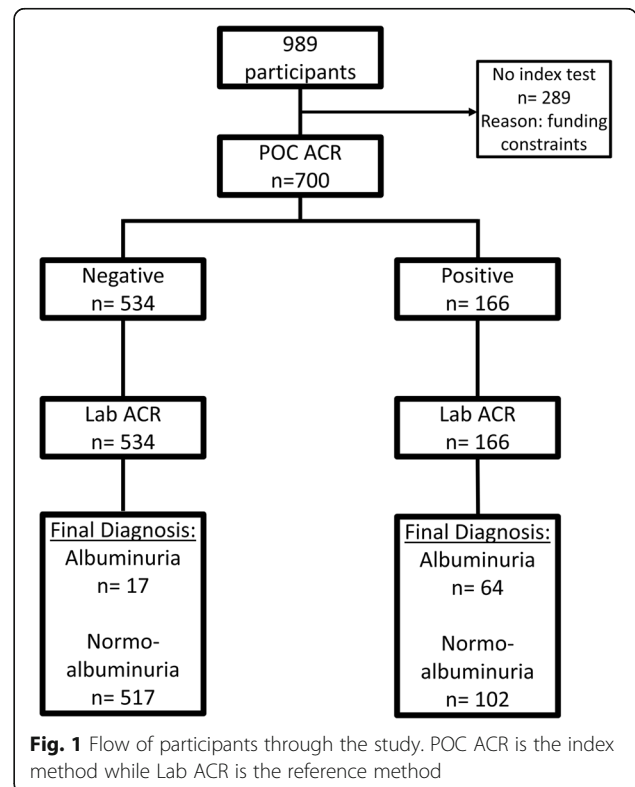 989
participants
No index test
n= 289
Reason: funding
constraints
POC ACR
n=700
Negative
n= 534
Positive
n= 166
Lab ACR
n= 534
Lab ACR
n= 166
Final Diagnosis:
Albuminuria
n= 17
Normo-
albuminuria
n= 517
Final Diagnosis:
Albuminuria
n= 64
Normo-
albuminuria
n= 102
Fig. 1 Flow of participants through the study. POC ACR is the index
method while Lab ACR is the reference method